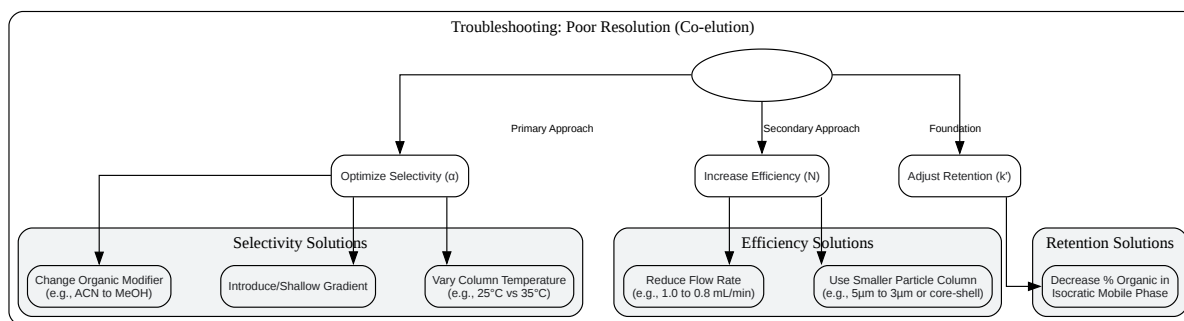 Troubleshooting: Poor Resolution (Co-elution)
Primary Approach
Secondary Approach
Foundation
Optimize Selectivity (α)
Increase Efficiency (N)
Adjust Retention (k')
Selectivity Solutions
Efficiency Solutions
Retention Solutions
Change Organic Modifier
(e.g., ACN to MeOH)
Introduce/Shallow Gradient
Vary Column Temperature
(e.g., 25°C vs 35°C)
Reduce Flow Rate
(e.g., 1.0 to 0.8 mL/min)
Use Smaller Particle Column
(e.g., 5µm to 3µm or core-shell)
Decrease % Organic in
Isocratic Mobile Phase